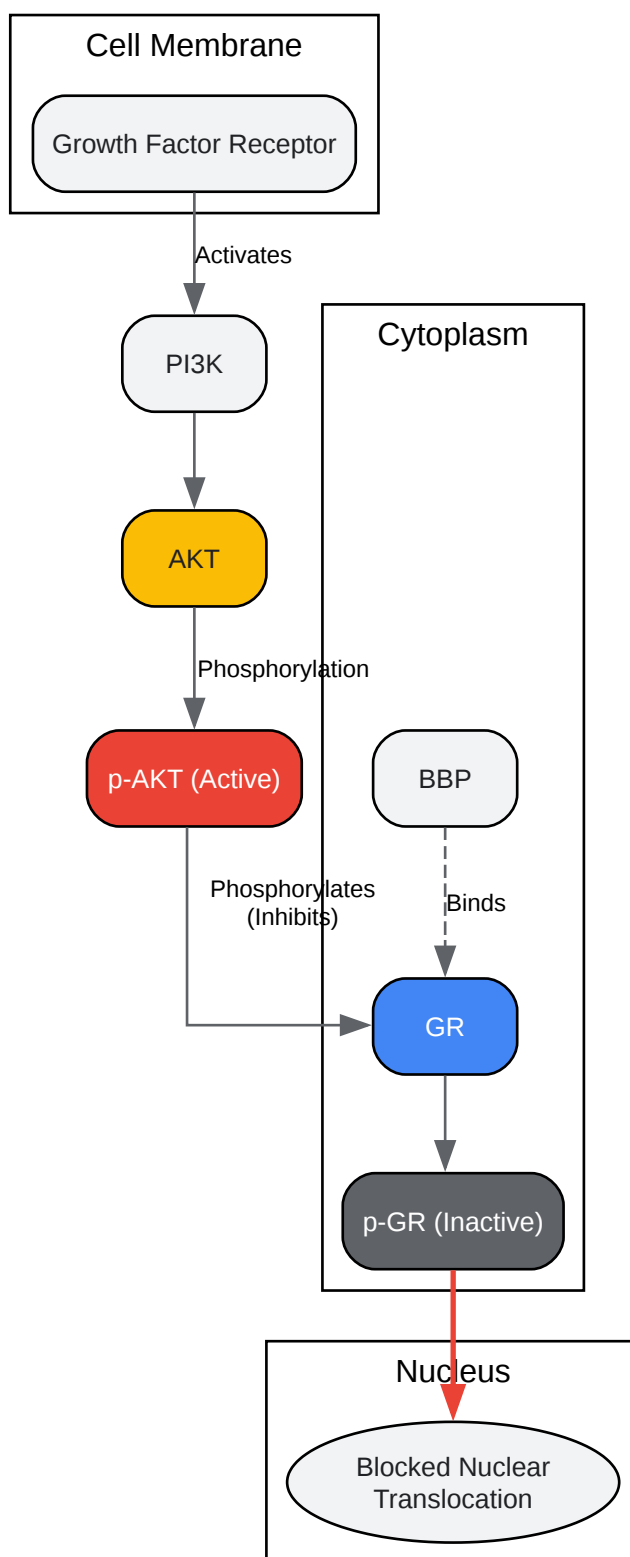 Cell Membrane
Growth Factor Receptor
Activates
PI3K
Cytoplasm
AKT
Phosphorylation
p-AKT (Active)
BBP
Phosphorylates
(Inhibits)
Binds
GR
p-GR (Inactive)
Nucleus
Blocked Nuclear
Translocation